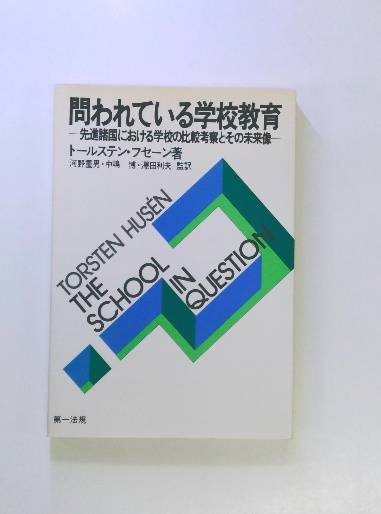 問われている学校教育
―先進諸国における学校の比較考察とその未来像―
トールステン・フセーン著
河野重男・中嶋 博・澤田利夫 監訳
TORSTEN HUSÉN
THE
SCHOOL
IN
QUESTION
第一法規